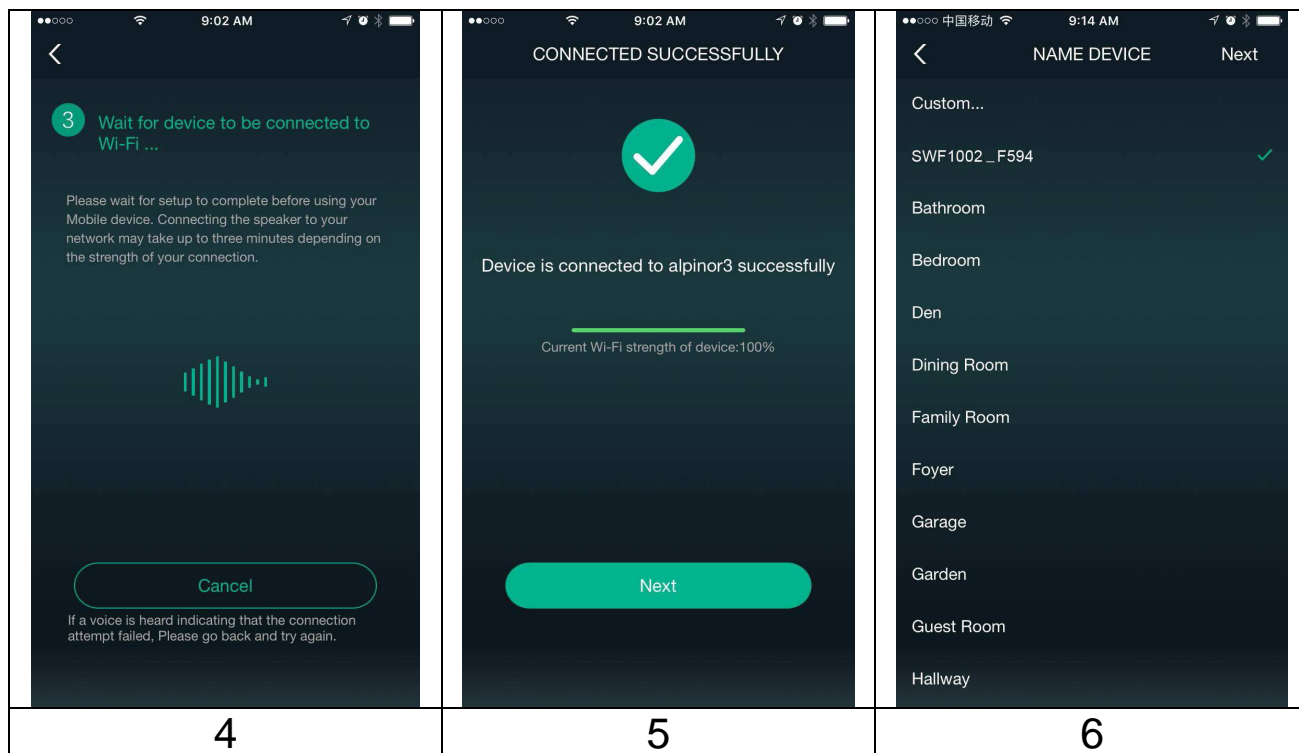 9:02 AM
3
Wait for device to be connected to
Wi-Fi ...
Please wait for setup to complete before using your
Mobile device. Connecting the speaker to your
network may take up to three minutes depending on
the strength of your connection.
Cancel
If a voice is heard indicating that the connection
attempt failed, Please go back and try again.
4
9:02 AM
CONNECTED SUCCESSFULLY
Device is connected to alpinor3 successfully
Current Wi-Fi strength of device:100%
Next
5
中国移动 9:14 AM
NAME DEVICE Next
Custom...
SWF1002_F594
Bathroom
Bedroom
Den
Dining Room
Family Room
Foyer
Garage
Garden
Guest Room
Hallway
6